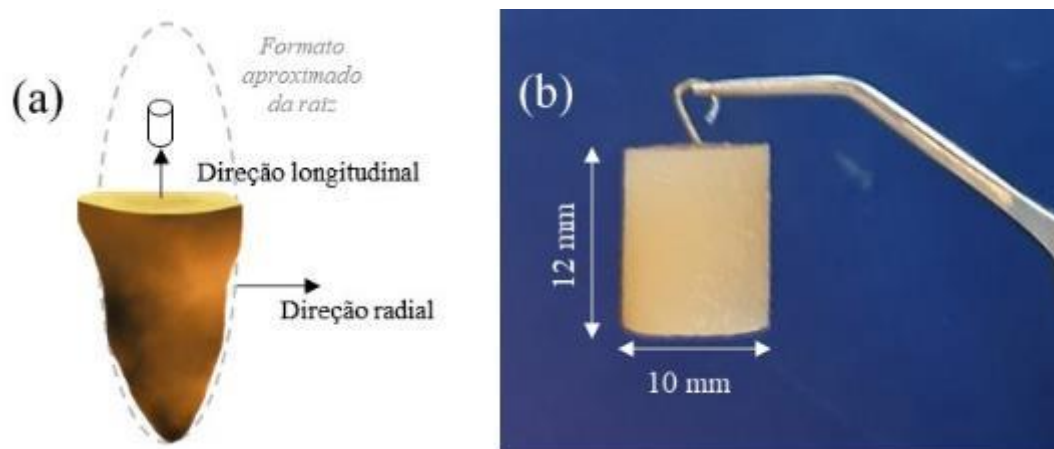 (a)
Formato
aproximado
da raiz
Direção longitudinal
Direção radial
(b)
12 mm
10 mm